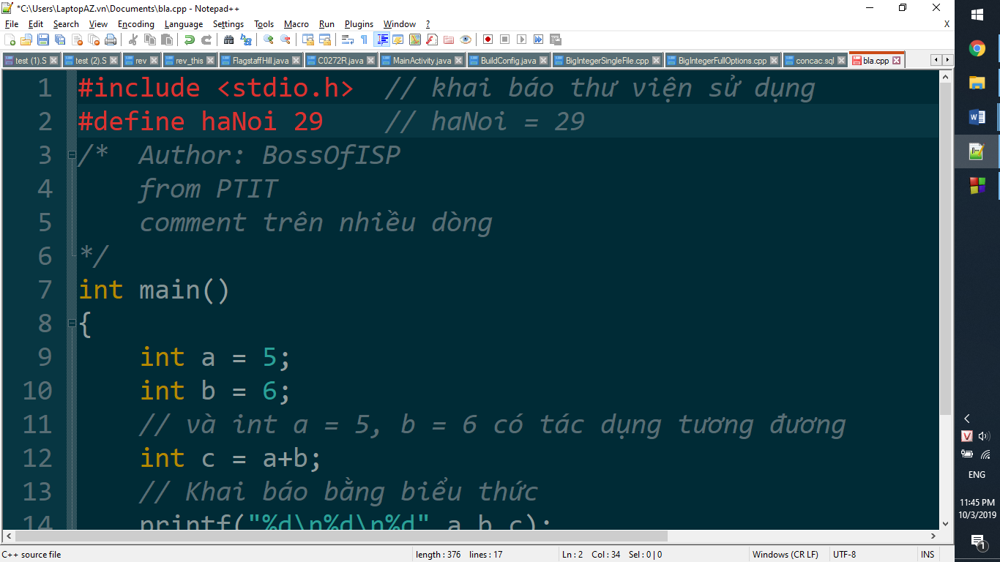 *C:\Users\LaptopAZ.vn\Documents\bla.cpp - Notepad++
File Edit Search View Encoding Language Settings Tools Macro Run Plugins Window ? X
test (1).S test (2).S rev rev_this FlagstaffHill.java C0272R.java MainActivity.java BuildConfig.java BigIntegerSingleFile.cpp BigIntegerFullOptions.cpp concac.sql bla.cpp
1 #include <stdio.h> // khai báo thư viện sử dụng
2 #define haNoi 29 // haNoi = 29
3 /* Author: BossOfISP
4 from PTIT
5 comment trên nhiều dòng
6 */
7 int main()
8 {
9 int a = 5;
10 int b = 6;
11 // và int a = 5, b = 6 có tác dụng tương đương
12 int c = a+b;
13 // Khai báo bằng biểu thức
14 printf("%d\n%d\n%d",a,b,c);
C++ source file length : 376 lines : 17 Ln : 2 Col : 34 Sel : 0 | 0 Windows (CR LF) UTF-8 INS
V
ENG
11:45 PM
10/3/2019
1